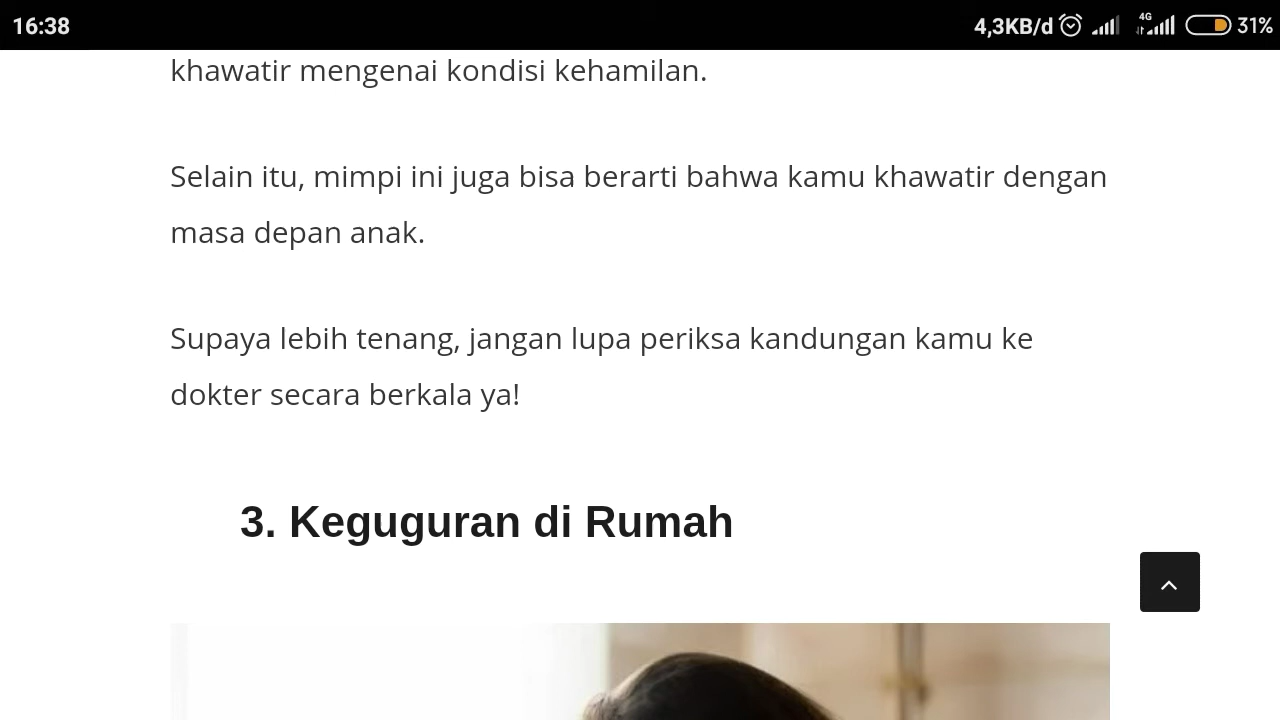 16:38
4,3KB/d
4G
31%
khawatir mengenai kondisi kehamilan.
Selain itu, mimpi ini juga bisa berarti bahwa kamu khawatir dengan
masa depan anak.
Supaya lebih tenang, jangan lupa periksa kandungan kamu ke
dokter secara berkala ya!
3. Keguguran di Rumah